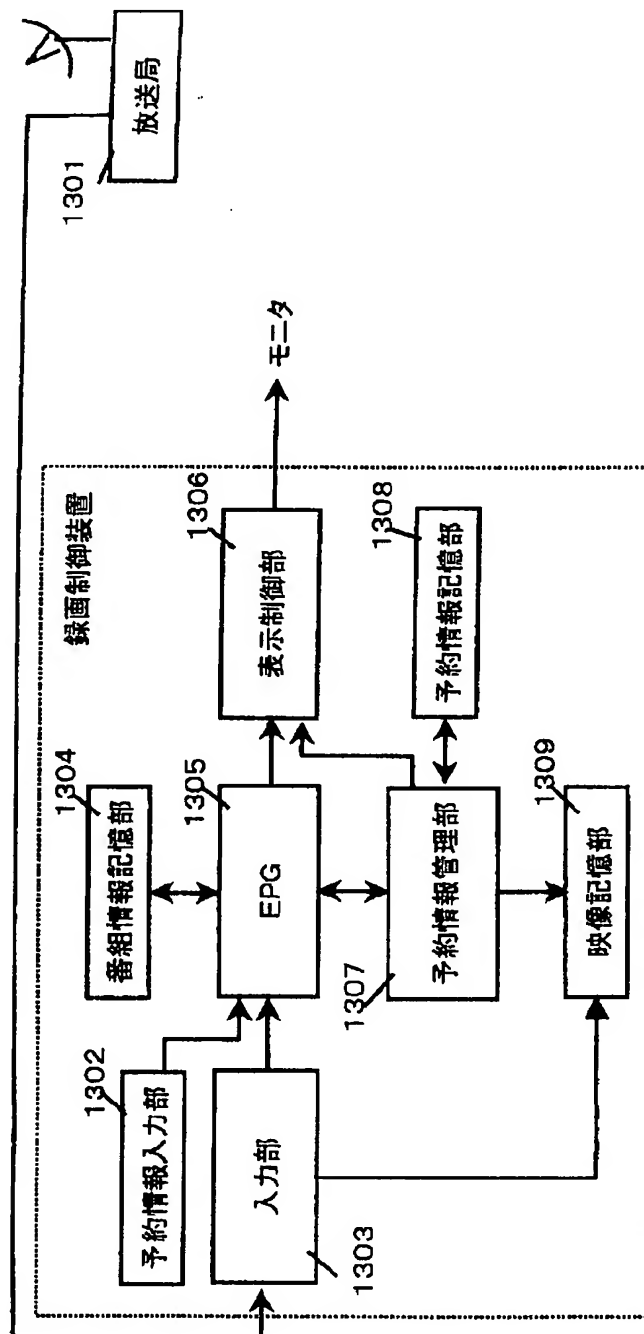 録画制御装置
1301
放送局
1302
予約情報入力部
1303
入力部
1304
番組情報記憶部
1305
EPG
1306
表示制御部
モニタ
1307
予約情報管理部
1308
予約情報記憶部
1309
映像記憶部